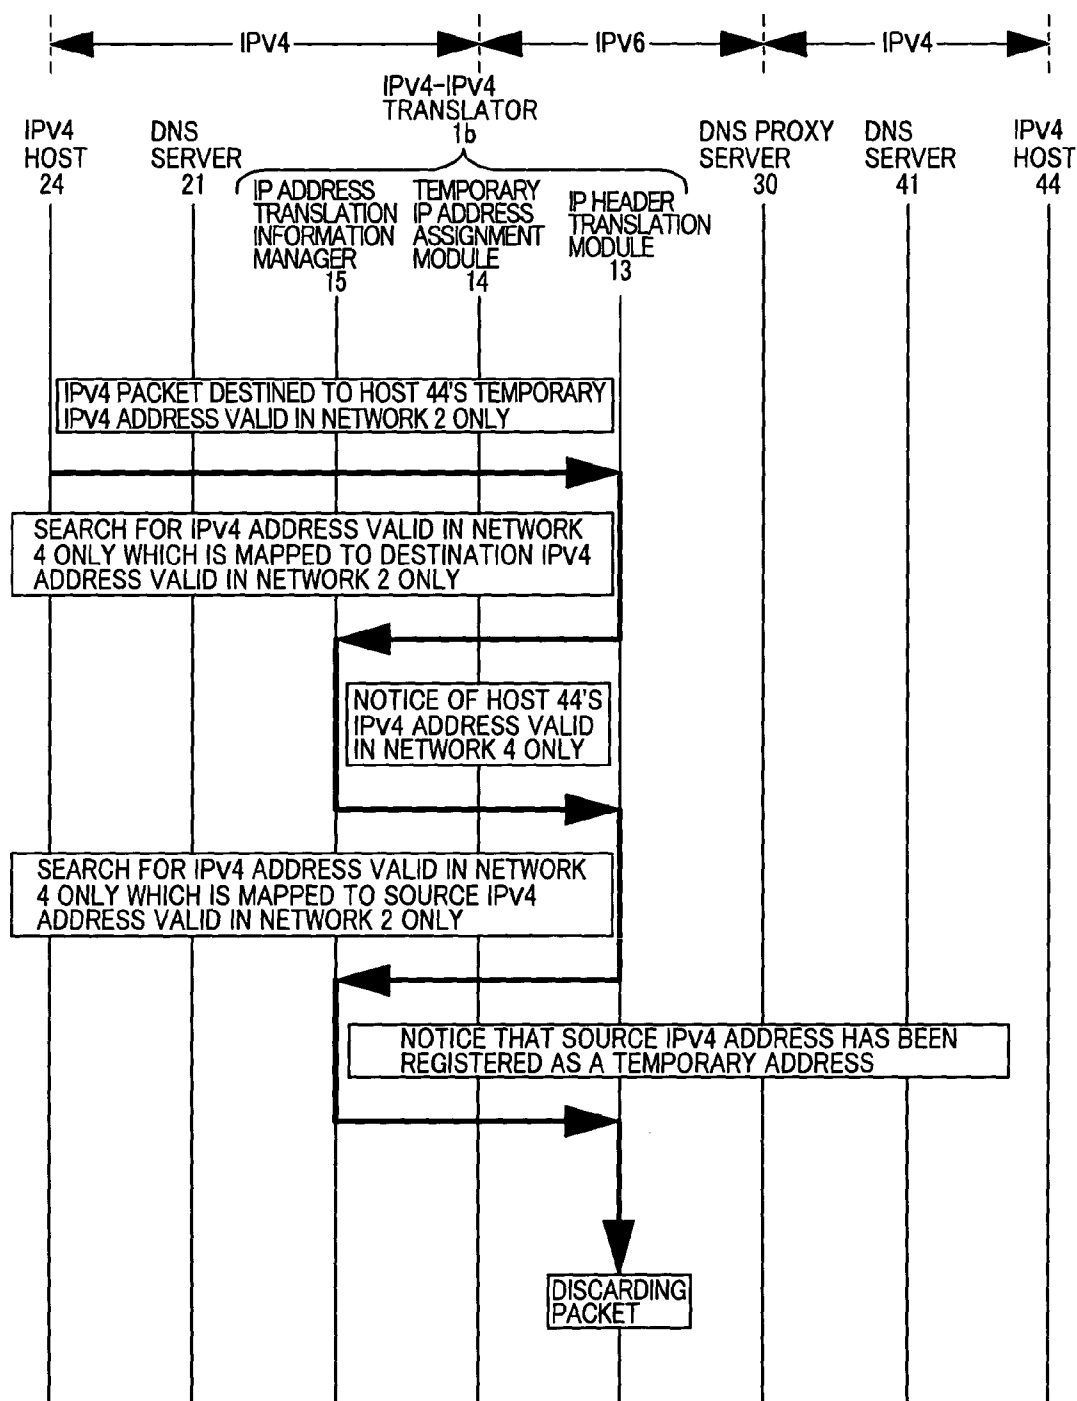 IPV4
IPV6
IPV4
IPV4-IPV4
TRANSLATOR
1b
IPV4
HOST
24
DNS
SERVER
21
IP ADDRESS
TRANSLATION
INFORMATION
MANAGER
15
TEMPORARY
IP ADDRESS
ASSIGNMENT
MODULE
14
IP HEADER
TRANSLATION
MODULE
13
DNS PROXY
SERVER
30
DNS
SERVER
41
IPV4
HOST
44
IPV4 PACKET DESTINED TO HOST 44'S TEMPORARY
IPV4 ADDRESS VALID IN NETWORK 2 ONLY
SEARCH FOR IPV4 ADDRESS VALID IN NETWORK
4 ONLY WHICH IS MAPPED TO DESTINATION IPV4
ADDRESS VALID IN NETWORK 2 ONLY
NOTICE OF HOST 44'S
IPV4 ADDRESS VALID
IN NETWORK 4 ONLY
SEARCH FOR IPV4 ADDRESS VALID IN NETWORK
4 ONLY WHICH IS MAPPED TO SOURCE IPV4
ADDRESS VALID IN NETWORK 2 ONLY
NOTICE THAT SOURCE IPV4 ADDRESS HAS BEEN
REGISTERED AS A TEMPORARY ADDRESS
DISCARDING
PACKET